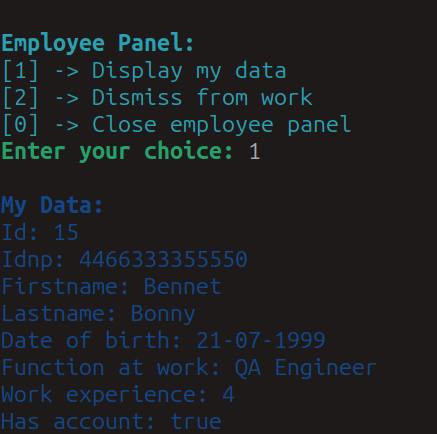 Employee Panel:
[1] -> Display my data
[2] -> Dismiss from work
[0] -> Close employee panel
Enter your choice: 1
My Data:
Id: 15
Idnp: 4466333355550
Firstname: Bennet
Lastname: Bonny
Date of birth: 21-07-1999
Function at work: QA Engineer
Work experience: 4
Has account: true